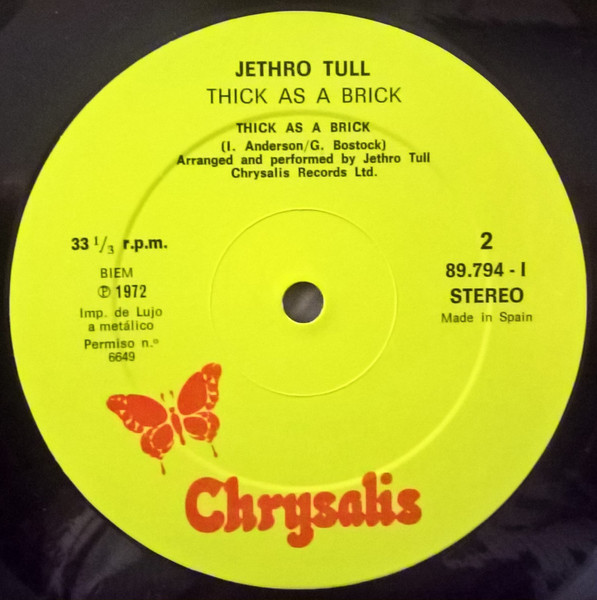 JETHRO TULL
THICK AS A BRICK
THICK AS A BRICK
(I. Anderson/G. Bostock)
Arranged and performed by Jethro Tull
Chrysalis Records Ltd.
33 1/3 r.p.m.
BIEM
℗ 1972
Imp. de Lujo
a metálico
Permiso n.º
6649
2
89.794 - I
STEREO
Made in Spain
Chrysalis